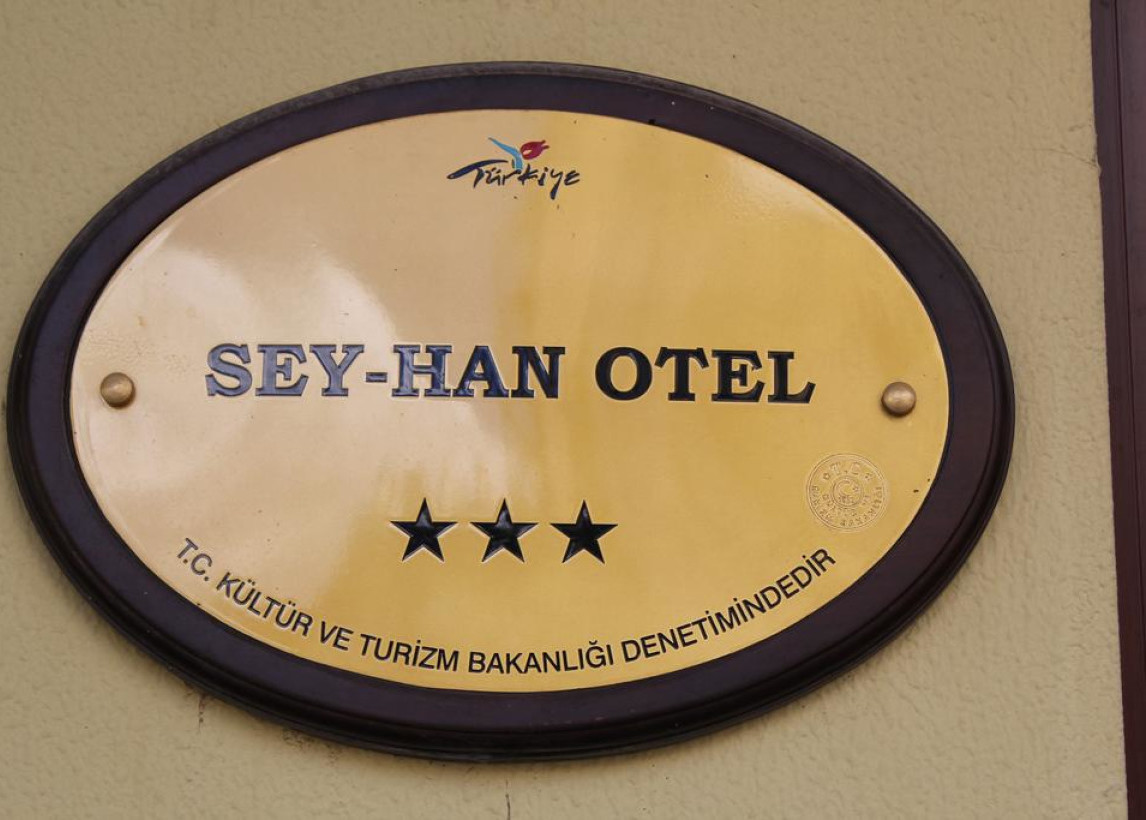 Türkiye
SEY-HAN OTEL
T.C.
T.C. KÜLTÜR VE TURİZM BAKANLIĞI DENETİMİNDEDİR